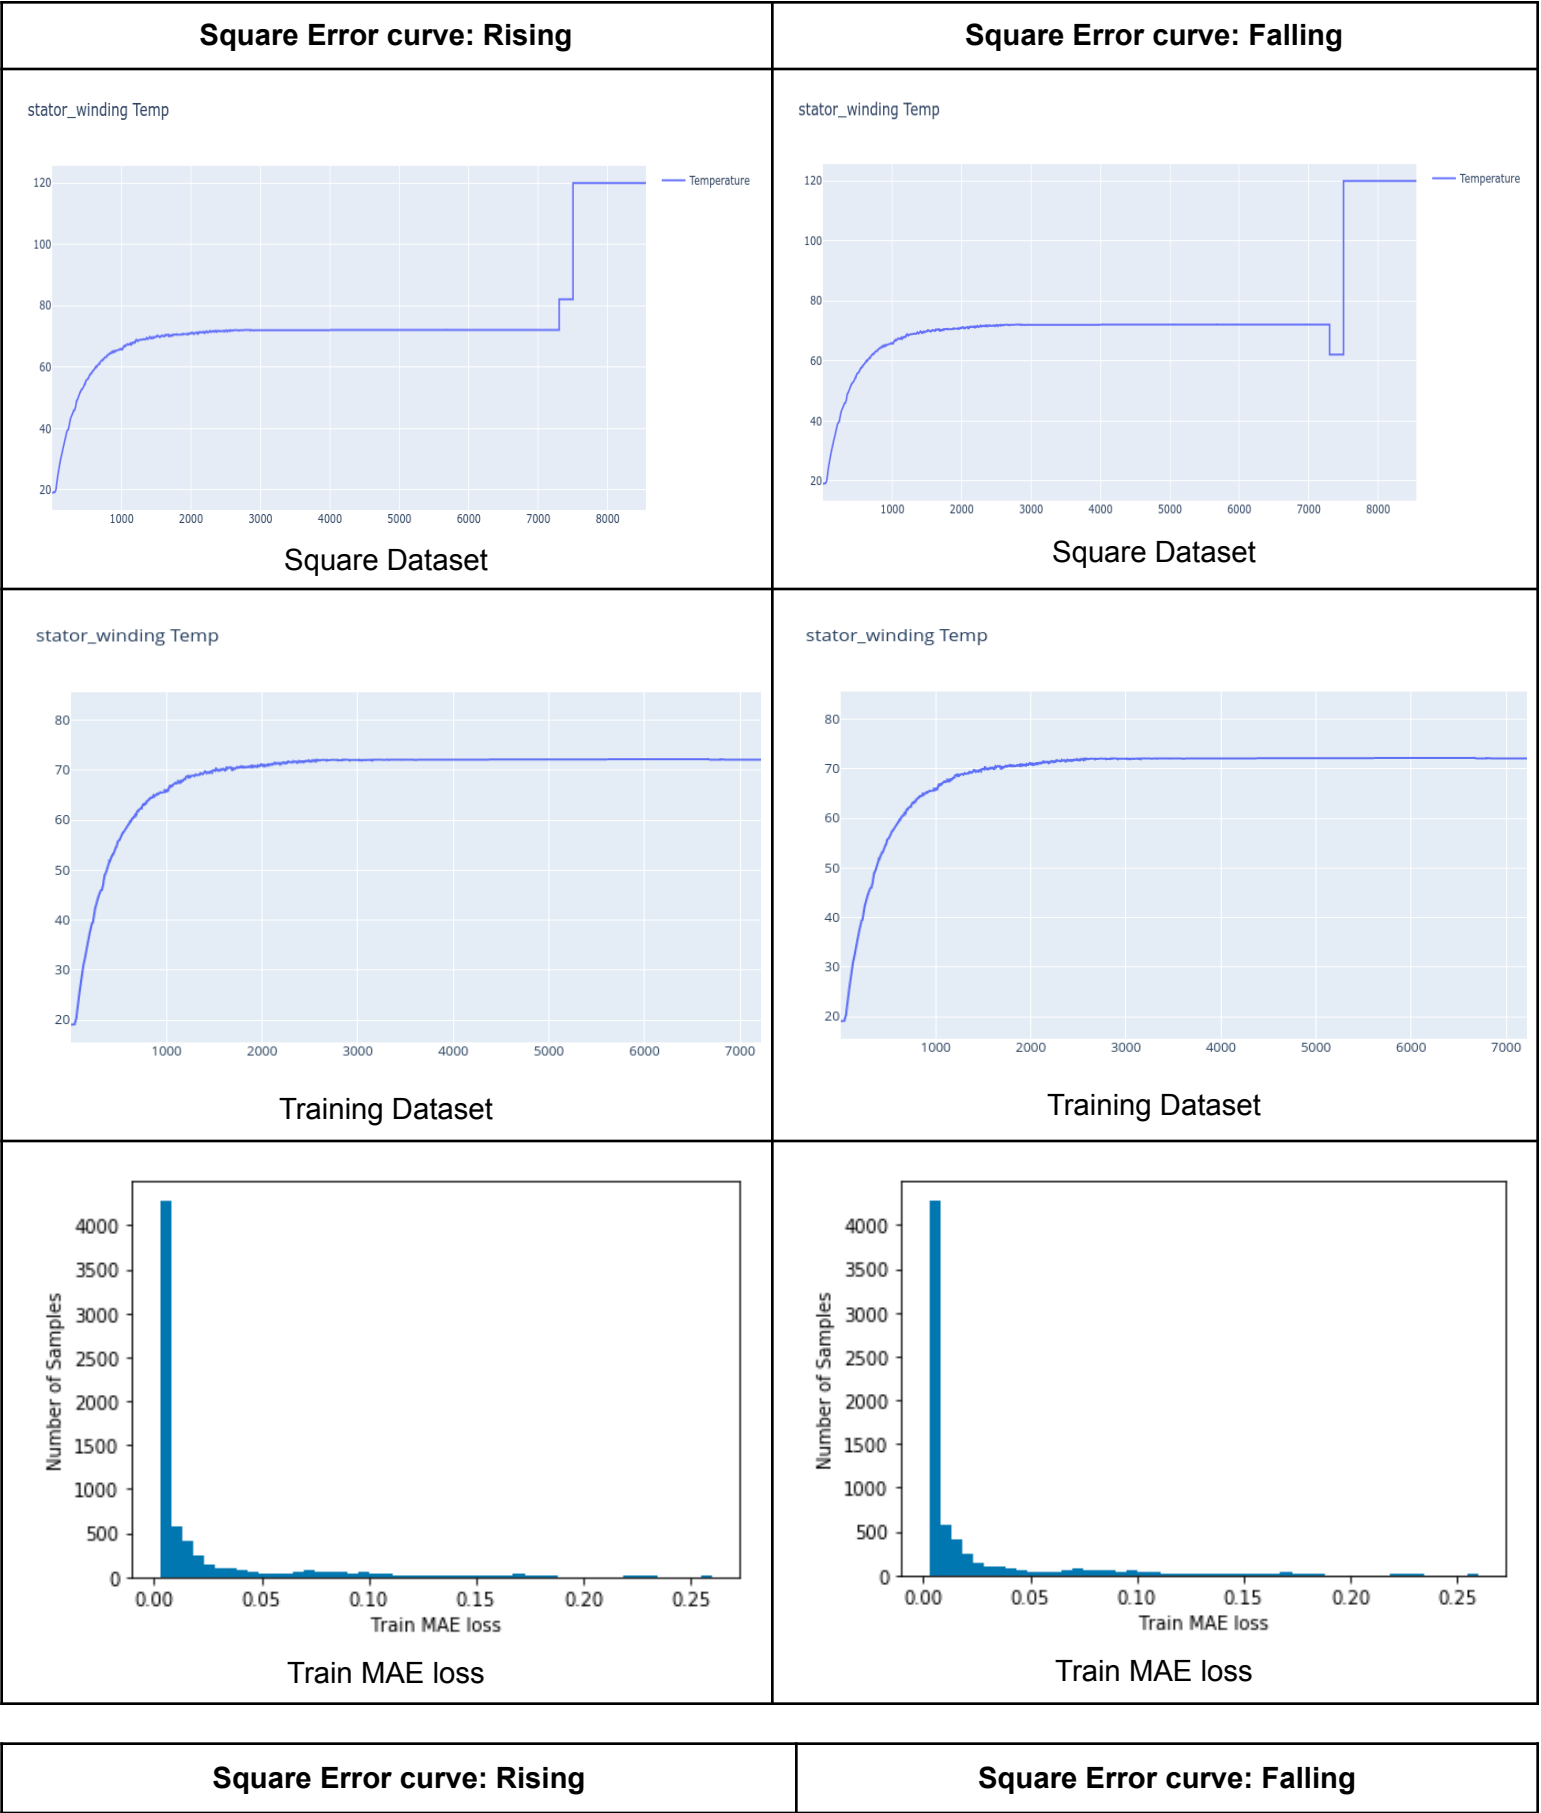 Square Error curve: Rising
Square Error curve: Falling
stator_winding Temp
120
100
80
60
40
20
1000 2000 3000 4000 5000 6000 7000 8000
Temperature
Square Dataset
stator_winding Temp
120
100
80
60
40
20
1000 2000 3000 4000 5000 6000 7000 8000
Temperature
Square Dataset
stator_winding Temp
80
70
60
50
40
30
20
1000 2000 3000 4000 5000 6000 7000
Training Dataset
stator_winding Temp
80
70
60
50
40
30
20
1000 2000 3000 4000 5000 6000 7000
Training Dataset
Number of Samples
4000
3500
3000
2500
2000
1500
1000
500
0
0.00 0.05 0.10 0.15 0.20 0.25
Train MAE loss
Train MAE loss
Number of Samples
4000
3500
3000
2500
2000
1500
1000
500
0
0.00 0.05 0.10 0.15 0.20 0.25
Train MAE loss
Train MAE loss
Square Error curve: Rising
Square Error curve: Falling